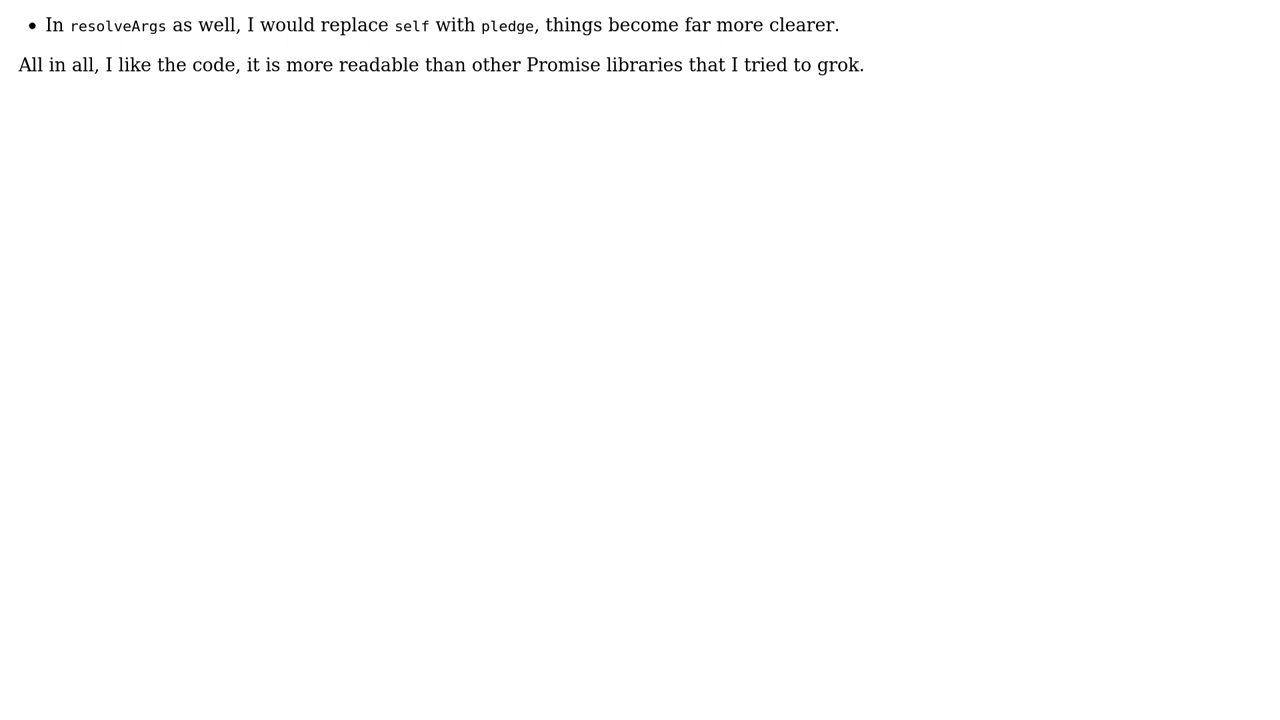 • In resolveArgs as well, I would replace self with pledge, things become far more clearer.
All in all, I like the code, it is more readable than other Promise libraries that I tried to grok.